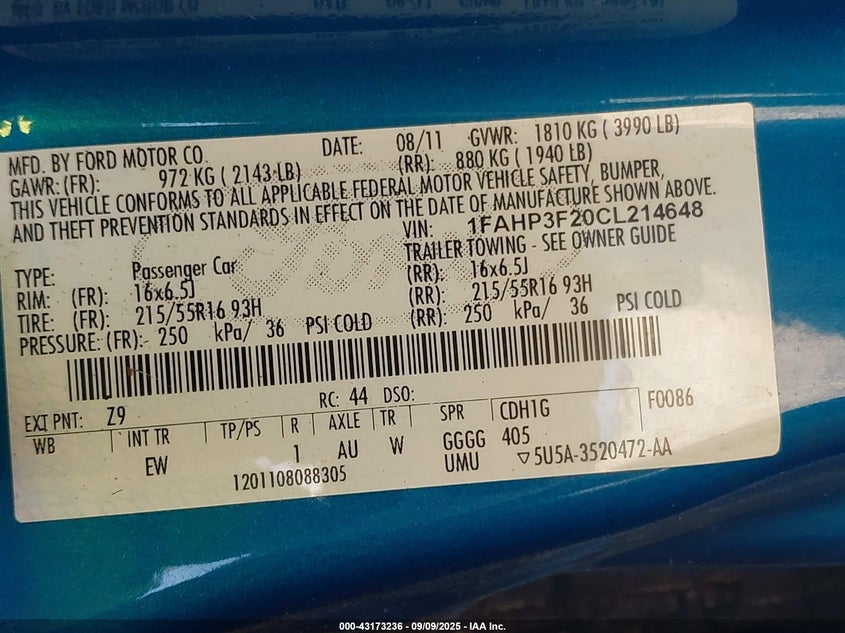 MFD. BY FORD MOTOR CO. DATE: 08/11 GVWR: 1810 KG ( 3990 LB)
GAWR: (FR): 972 KG ( 2143 LB) (RR): 880 KG ( 1940 LB)
THIS VEHICLE CONFORMS TO ALL APPLICABLE FEDERAL MOTOR VEHICLE SAFETY, BUMPER,
AND THEFT PREVENTION STANDARDS IN EFFECT ON THE DATE OF MANUFACTURE SHOWN ABOVE.
VIN: 1FAHP3F20CL214648
TYPE: Passenger Car TRAILER TOWING - SEE OWNER GUIDE
RIM: (FR): 16x6.5J (RR): 16x6.5J
TIRE: (FR): 215/55R16 93H (RR): 215/55R16 93H
PRESSURE: (FR): 250 kPa/ 36 PSI COLD (RR): 250 kPa/ 36 PSI COLD
EXT PNT: Z9 RC: 44 DSO: F0086
WB INT TR TP/PS R AXLE TR SPR CDH1G
EW 1 AU W GGGG 405
UMU ▽5U5A-3520472-AA
1201108088305
000-43173236 - 09/09/2025 - IAA Inc.